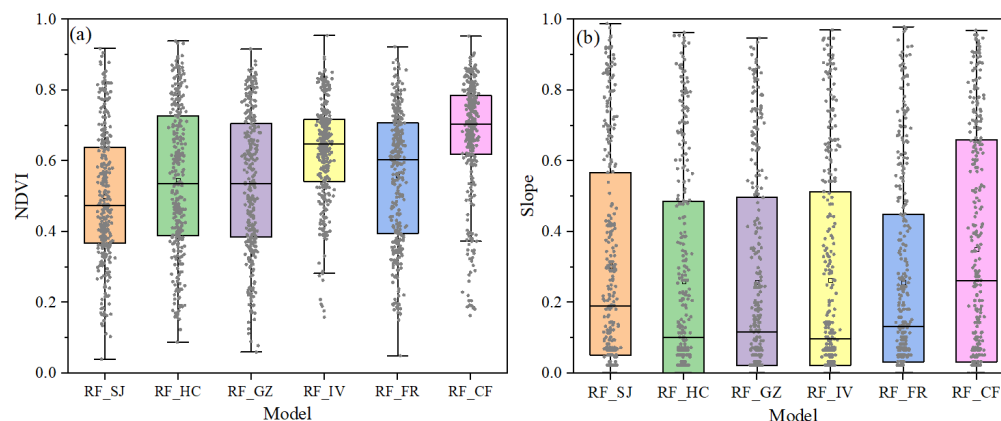 (a)
NDVI
1.0
0.8
0.6
0.4
0.2
0.0
RF_SJ RF_HC RF_GZ RF_IV RF_FR RF_CF
Model
(b)
Slope
1.0
0.8
0.6
0.4
0.2
0.0
RF_SJ RF_HC RF_GZ RF_IV RF_FR RF_CF
Model